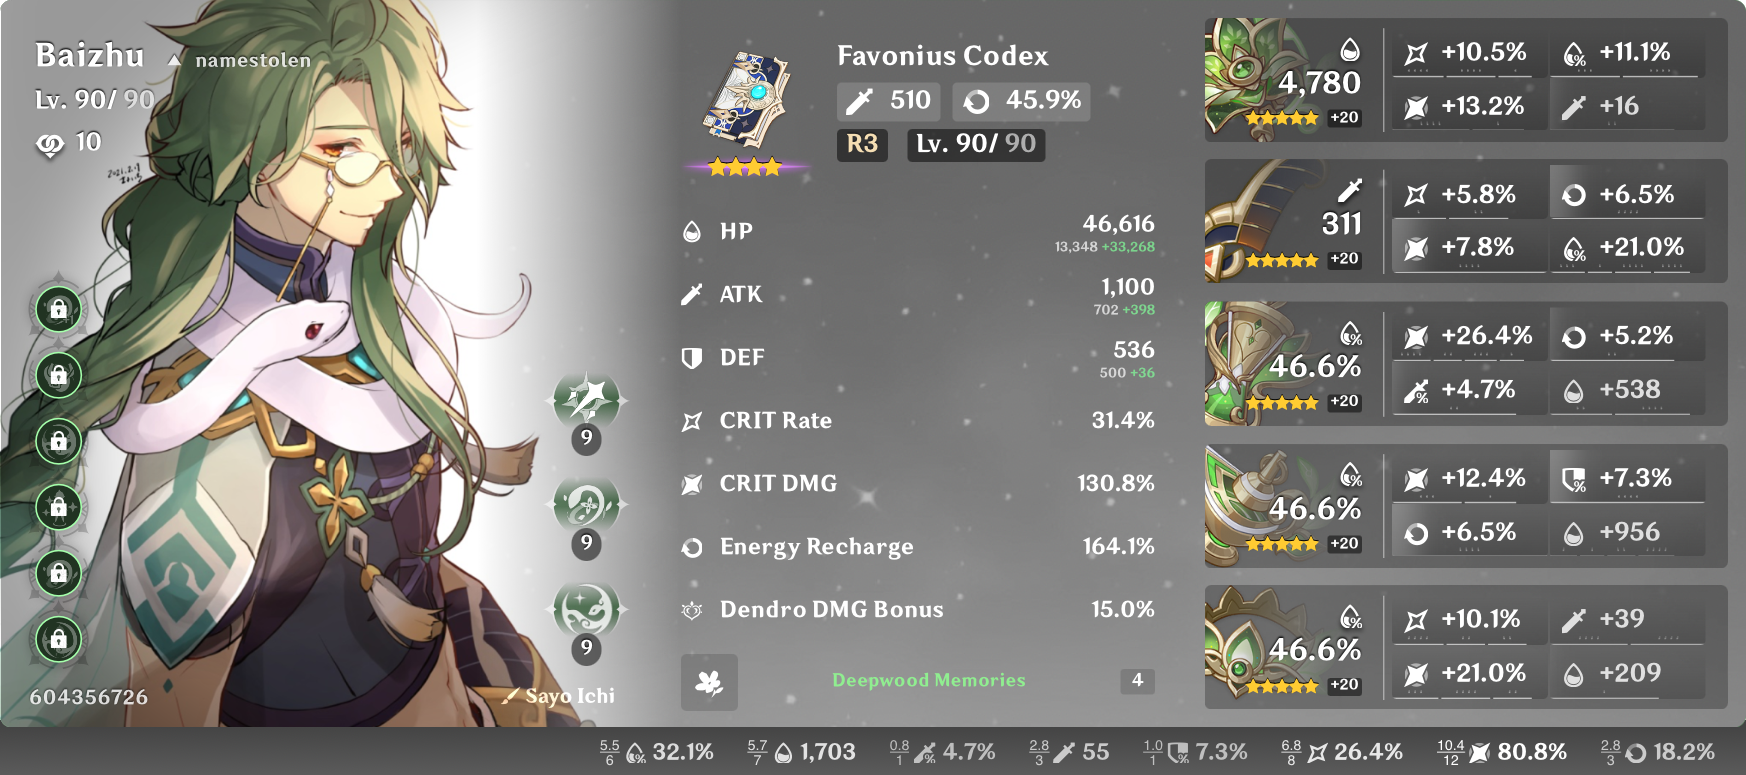 Baizhu namestolen
Lv. 90/ 90
10
9
9
9
604356726
Sayo Ichi
Favonius Codex
510 45.9%
R3 Lv. 90/ 90
HP 46,616
13,348 +33,268
ATK 1,100
702 +398
DEF 536
500 +36
CRIT Rate 31.4%
CRIT DMG 130.8%
Energy Recharge 164.1%
Dendro DMG Bonus 15.0%
Deepwood Memories 4
4,780
+20
+10.5% +11.1%
+13.2% +16
311
+20
+5.8% +6.5%
+7.8% +21.0%
46.6%
+20
+26.4% +5.2%
+4.7% +538
46.6%
+20
+12.4% +7.3%
+6.5% +956
46.6%
+20
+10.1% +39
+21.0% +209
5.5/6 32.1% 5.7/7 1,703 0.8/1 4.7% 2.8/3 55 1.0/1 7.3% 6.8/8 26.4% 10.4/12 80.8% 2.8/3 18.2%